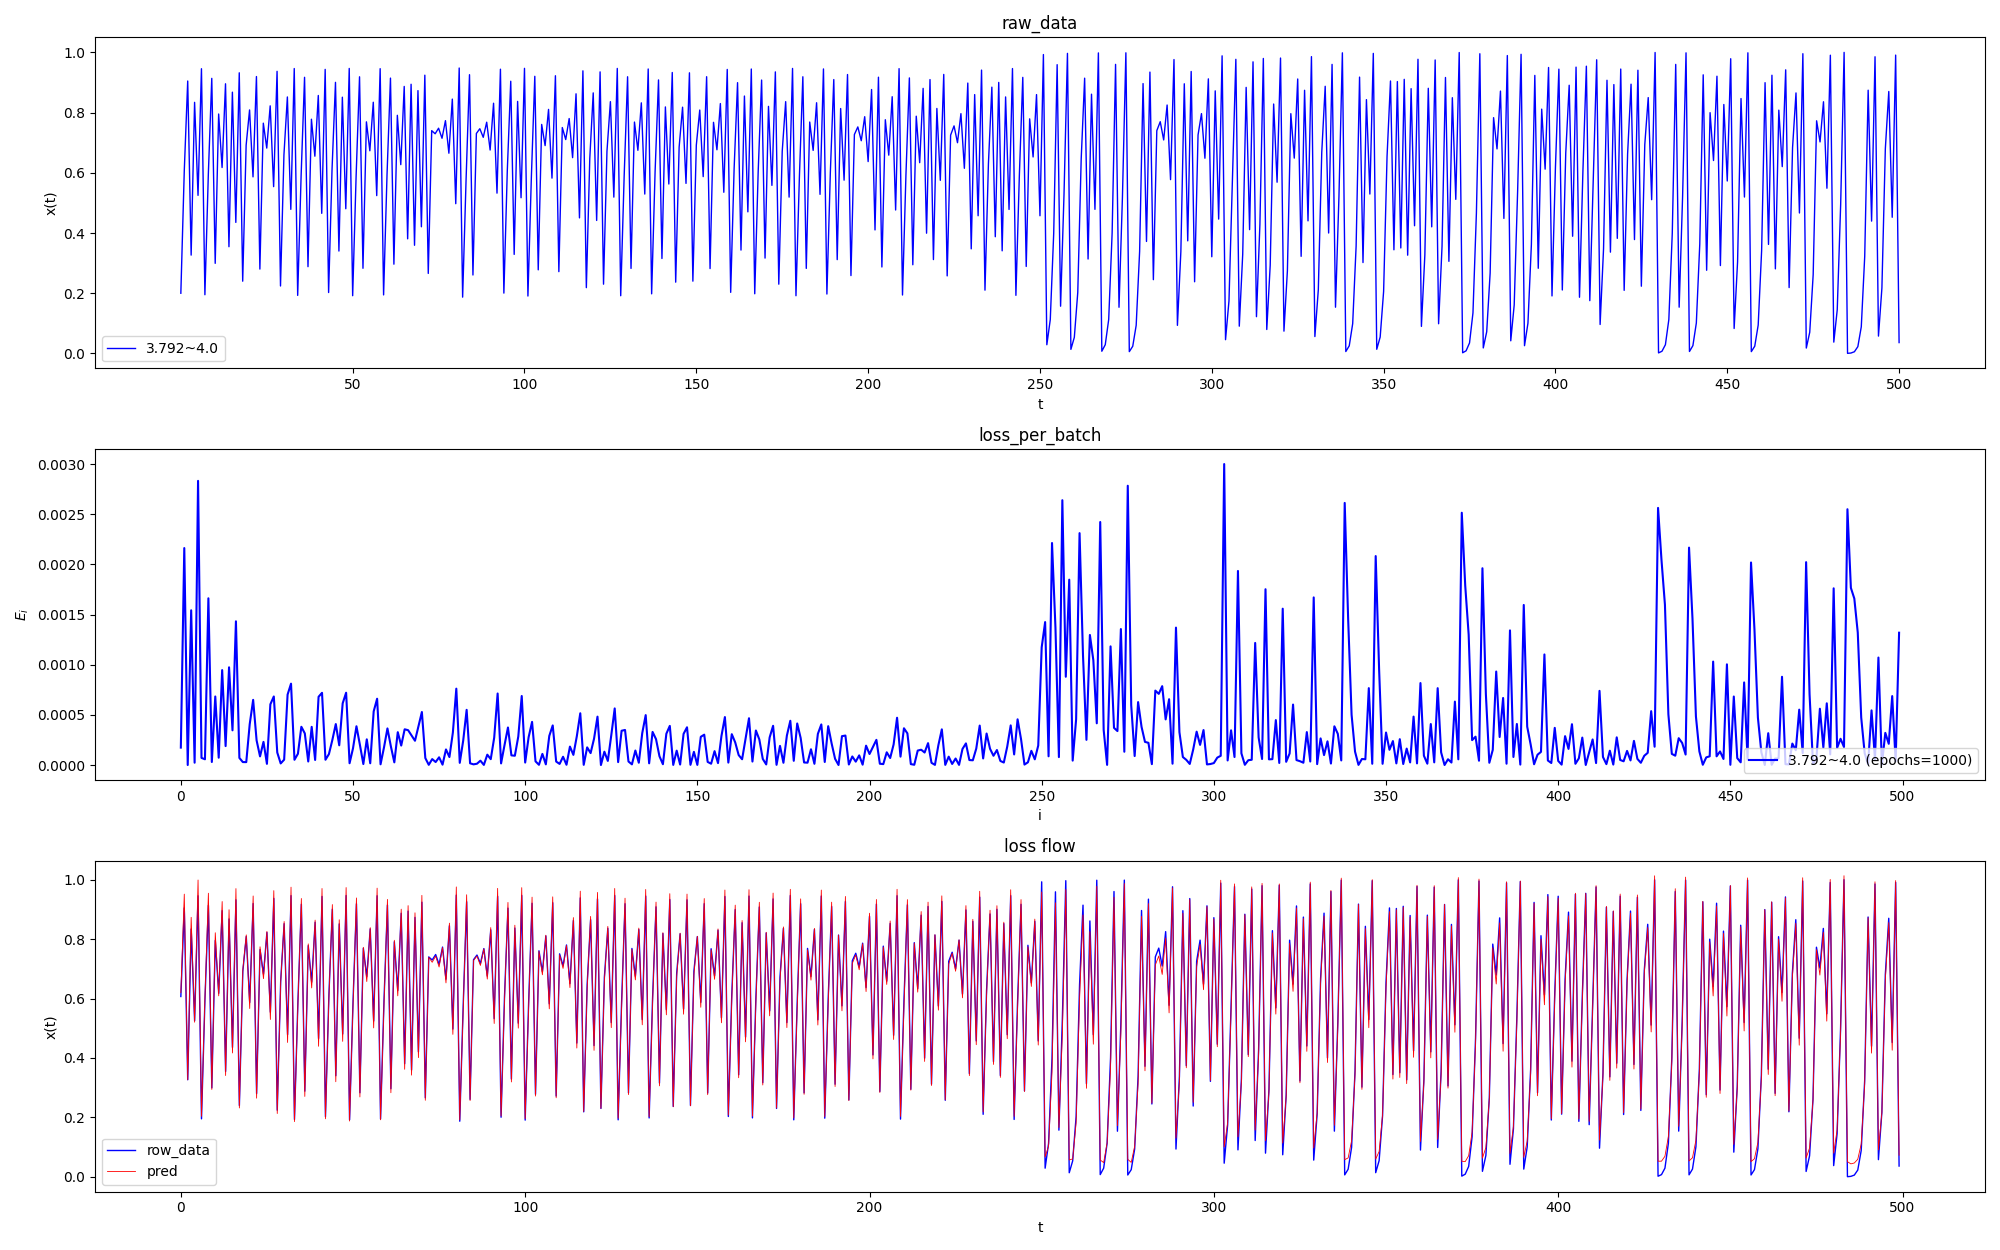 raw_data
1.0
0.8
0.6
0.4
0.2
0.0
x(t)
3.792~4.0
50 100 150 200 250 300 350 400 450 500
t
loss_per_batch
0.0030
0.0025
0.0020
0.0015
0.0010
0.0005
0.0000
E_i
3.792~4.0 (epochs=1000)
0 50 100 150 200 250 300 350 400 450 500
i
loss flow
1.0
0.8
0.6
0.4
0.2
0.0
x(t)
row_data
pred
0 100 200 300 400 500
t